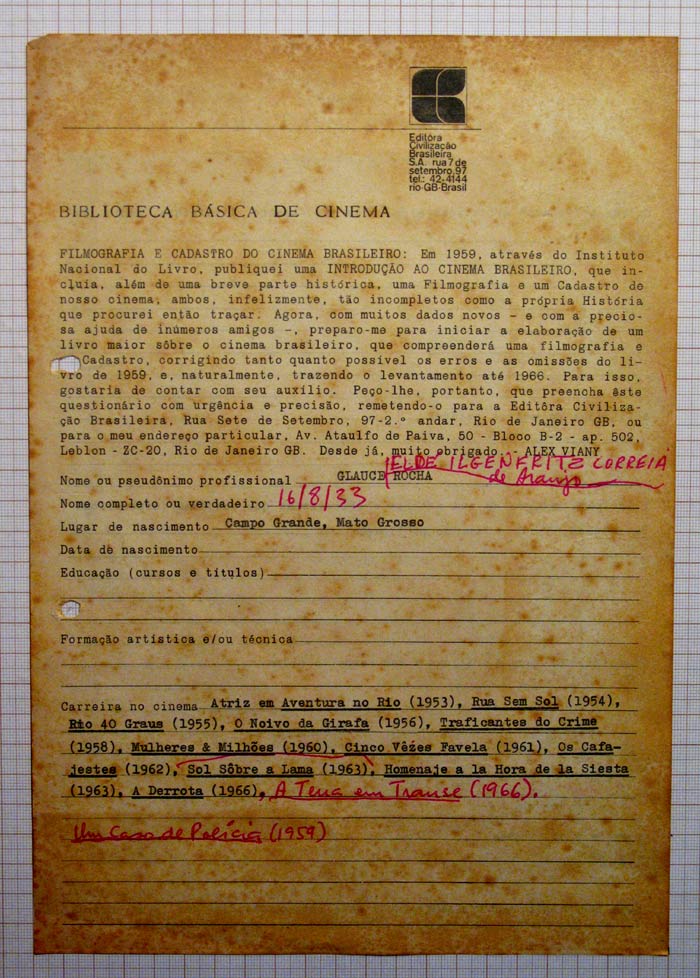 Editôra
Civilização
Brasileira
S.A. rua 7 de
setembro, 97
tel.: 42-4144
rio-GB-Brasil
BIBLIOTECA BÁSICA DE CINEMA
FILMOGRAFIA E CADASTRO DO CINEMA BRASILEIRO: Em 1959, através do Instituto
Nacional do Livro, publiquei uma INTRODUÇÃO AO CINEMA BRASILEIRO, que in-
cluía, além de uma breve parte histórica, uma Filmografia e um Cadastro de
nosso cinema, ambos, infelizmente, tão incompletos como a própria História
que procurei então traçar. Agora, com muitos dados novos - e com a precio-
sa ajuda de inúmeros amigos -, preparo-me para iniciar a elaboração de um
livro maior sôbre o cinema brasileiro, que compreenderá uma filmografia e
Cadastro, corrigindo tanto quanto possível os erros e as omissões do li-
vro de 1959, e, naturalmente, trazendo o levantamento até 1966. Para isso,
gostaria de contar com seu auxílio. Peço-lhe, portanto, que preencha êste
questionário com urgência e precisão, remetendo-o para a Editôra Civiliza-
ção Brasileira, Rua Sete de Setembro, 97-2.º andar, Rio de Janeiro GB, ou
para o meu endereço particular, Av. Ataulfo de Paiva, 50 - Bloco B-2 - ap. 502,
Leblon - ZC-20, Rio de Janeiro GB. Desde já, muito obrigado. - ALEX VIANY
ELDE ILGENFRITZ CORREIA
de Araujo
Nome ou pseudônimo profissional GLAUCE ROCHA
Nome completo ou verdadeiro 16/8/33
Lugar de nascimento Campo Grande, Mato Grosso
Data de nascimento
Educação (cursos e títulos)
Formação artística e/ou técnica
Carreira no cinema Atriz em Aventura no Rio (1953), Rua Sem Sol (1954),
Rio 40 Graus (1955), O Noivo da Girafa (1956), Traficantes do Crime
(1958), Mulheres & Milhões (1960), Cinco Vêzes Favela (1961), Os Cafa-
jestes (1962), Sol Sôbre a Lama (1963), Homenaje a la Hora de la Siesta
(1963), A Derrota (1966), A Terra em Transe (1966).
Um Caso de Polícia (1959)